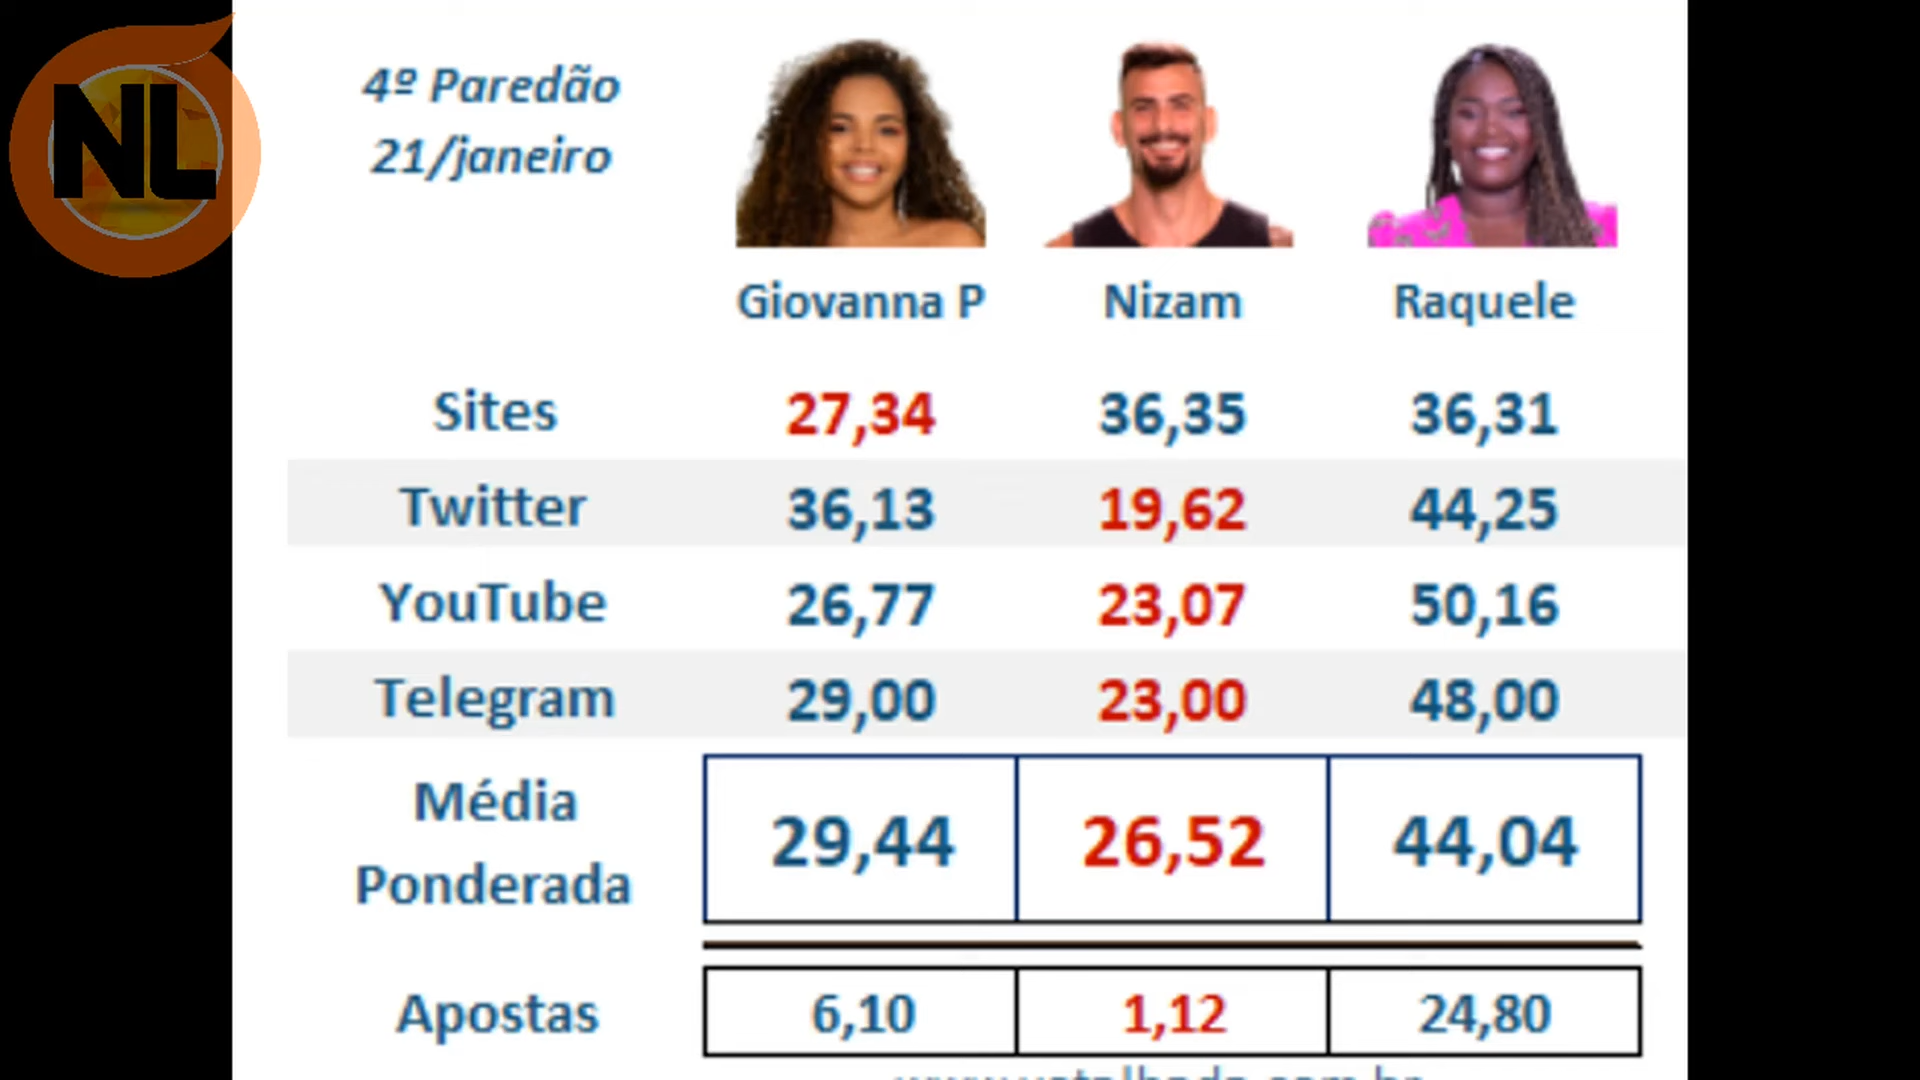 NL
4º Paredão
21/janeiro
Giovanna P Nizam Raquele
Sites 27,34 36,35 36,31
Twitter 36,13 19,62 44,25
YouTube 26,77 23,07 50,16
Telegram 29,00 23,00 48,00
Média
Ponderada
29,44 26,52 44,04
Apostas 6,10 1,12 24,80